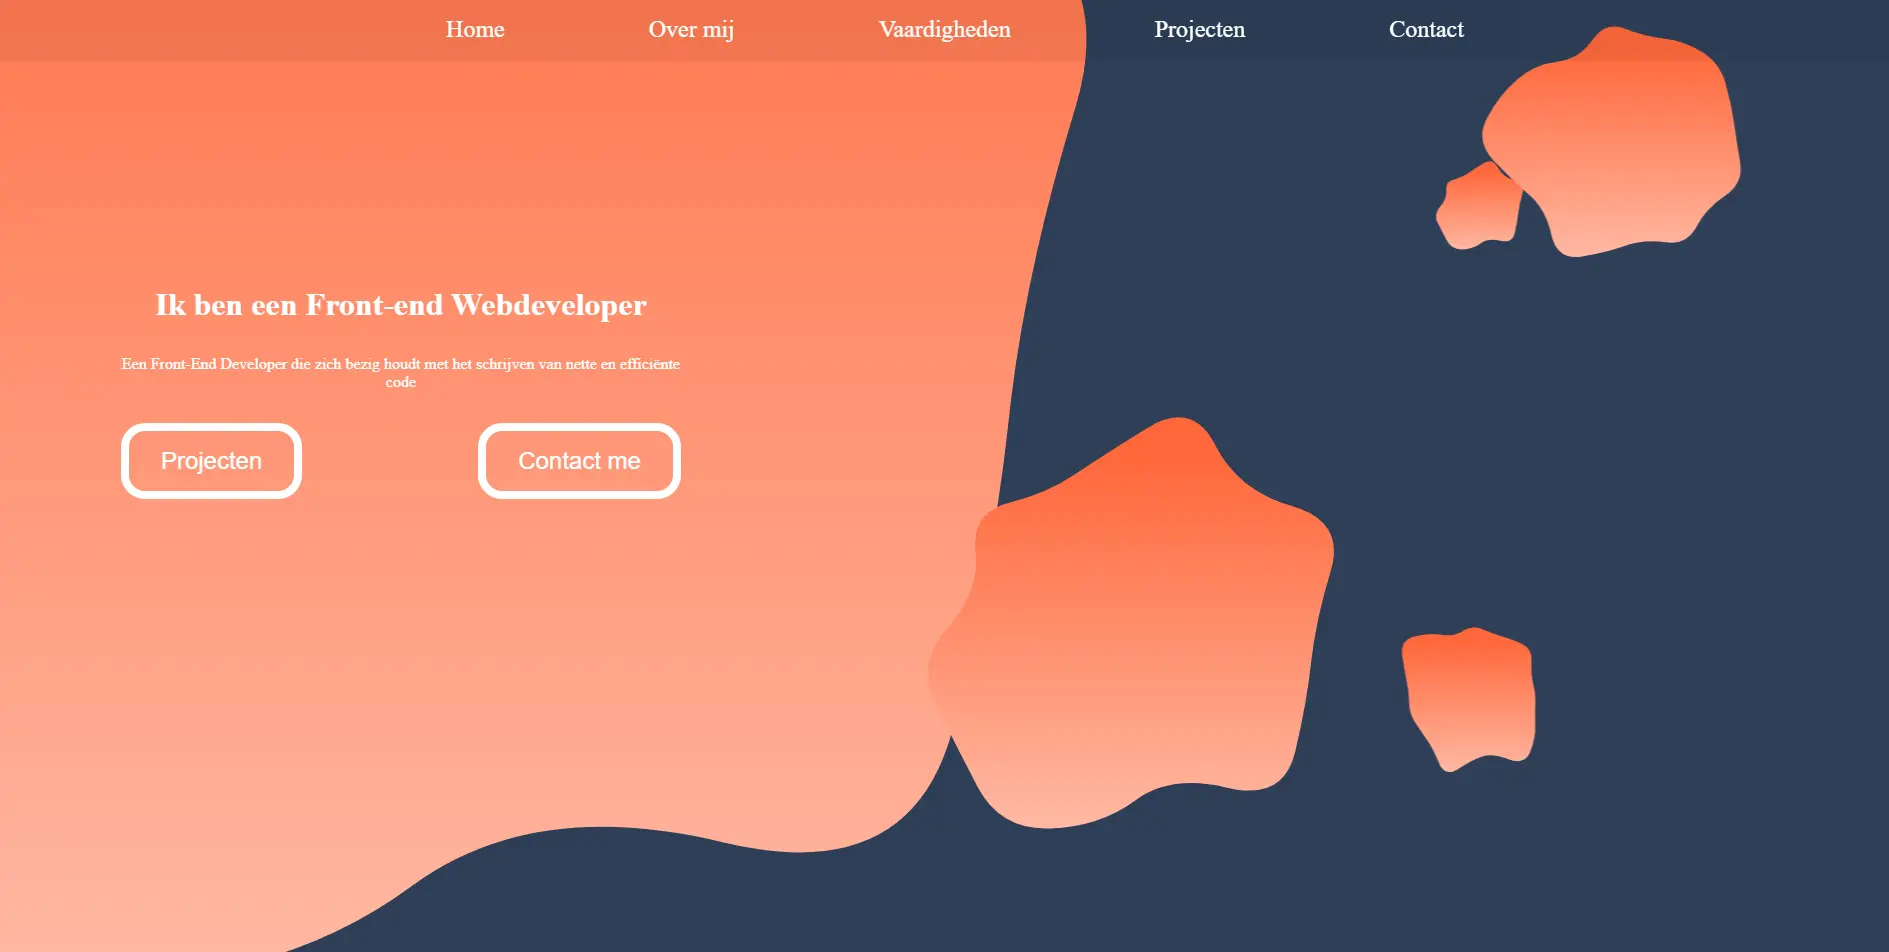 Home Over mij Vaardigheden Projecten Contact
Ik ben een Front-end Webdeveloper
Een Front-End Developer die zich bezig houdt met het schrijven van nette en efficiënte
code
Projecten Contact me